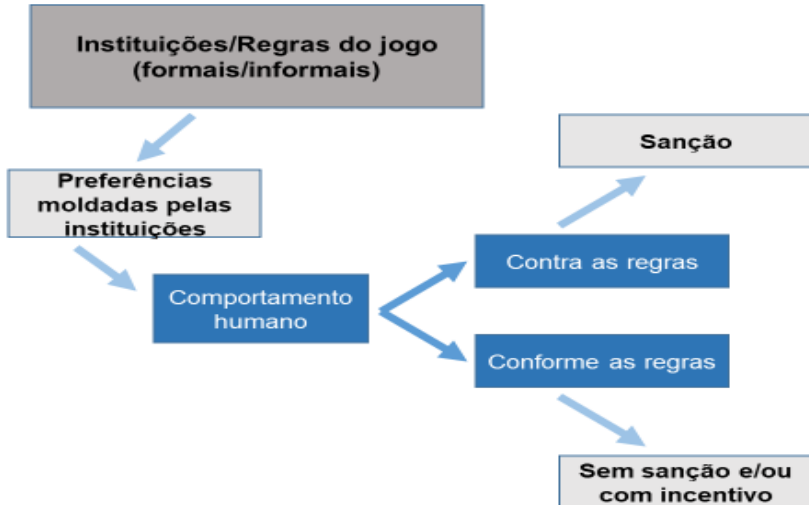 Instituições/Regras do jogo
(formais/informais)
Sanção
Preferências
moldadas pelas
instituições
Contra as regras
Comportamento
humano
Conforme as regras
Sem sanção e/ou
com incentivo